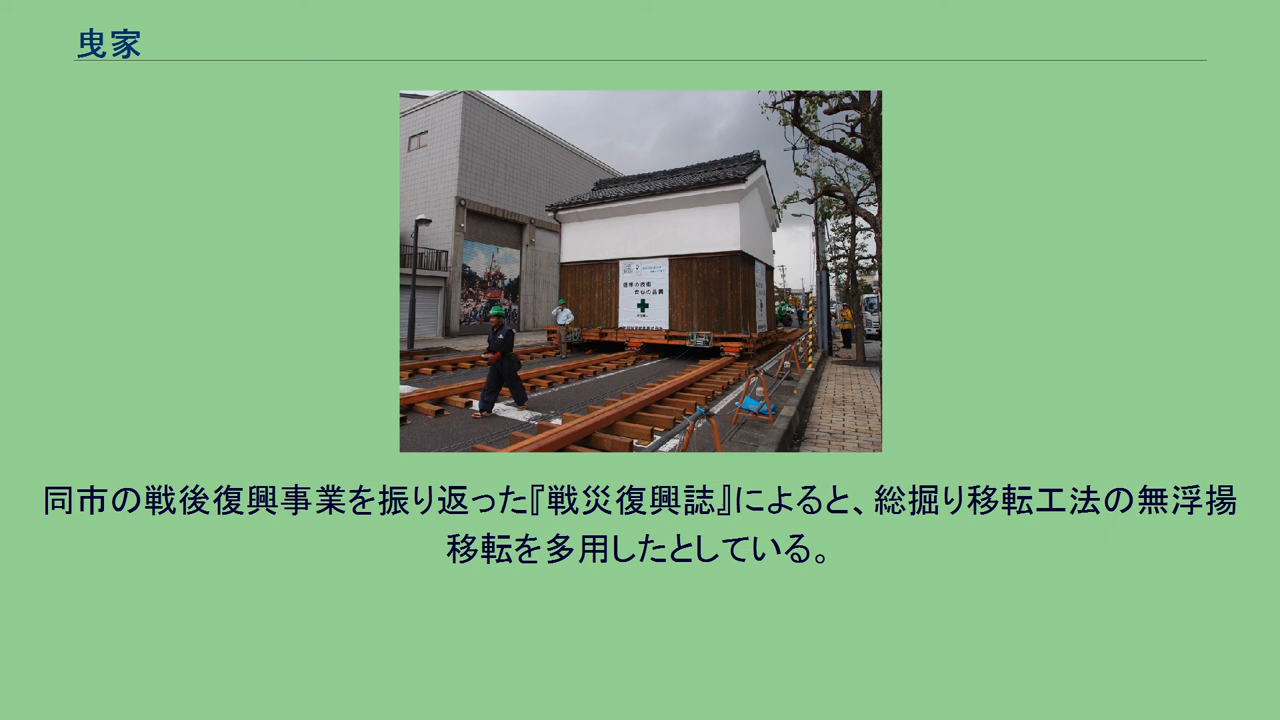 曳家
同市の戦後復興事業を振り返った『戦災復興誌』によると、総掘り移転工法の無浮揚
移転を多用したとしている。